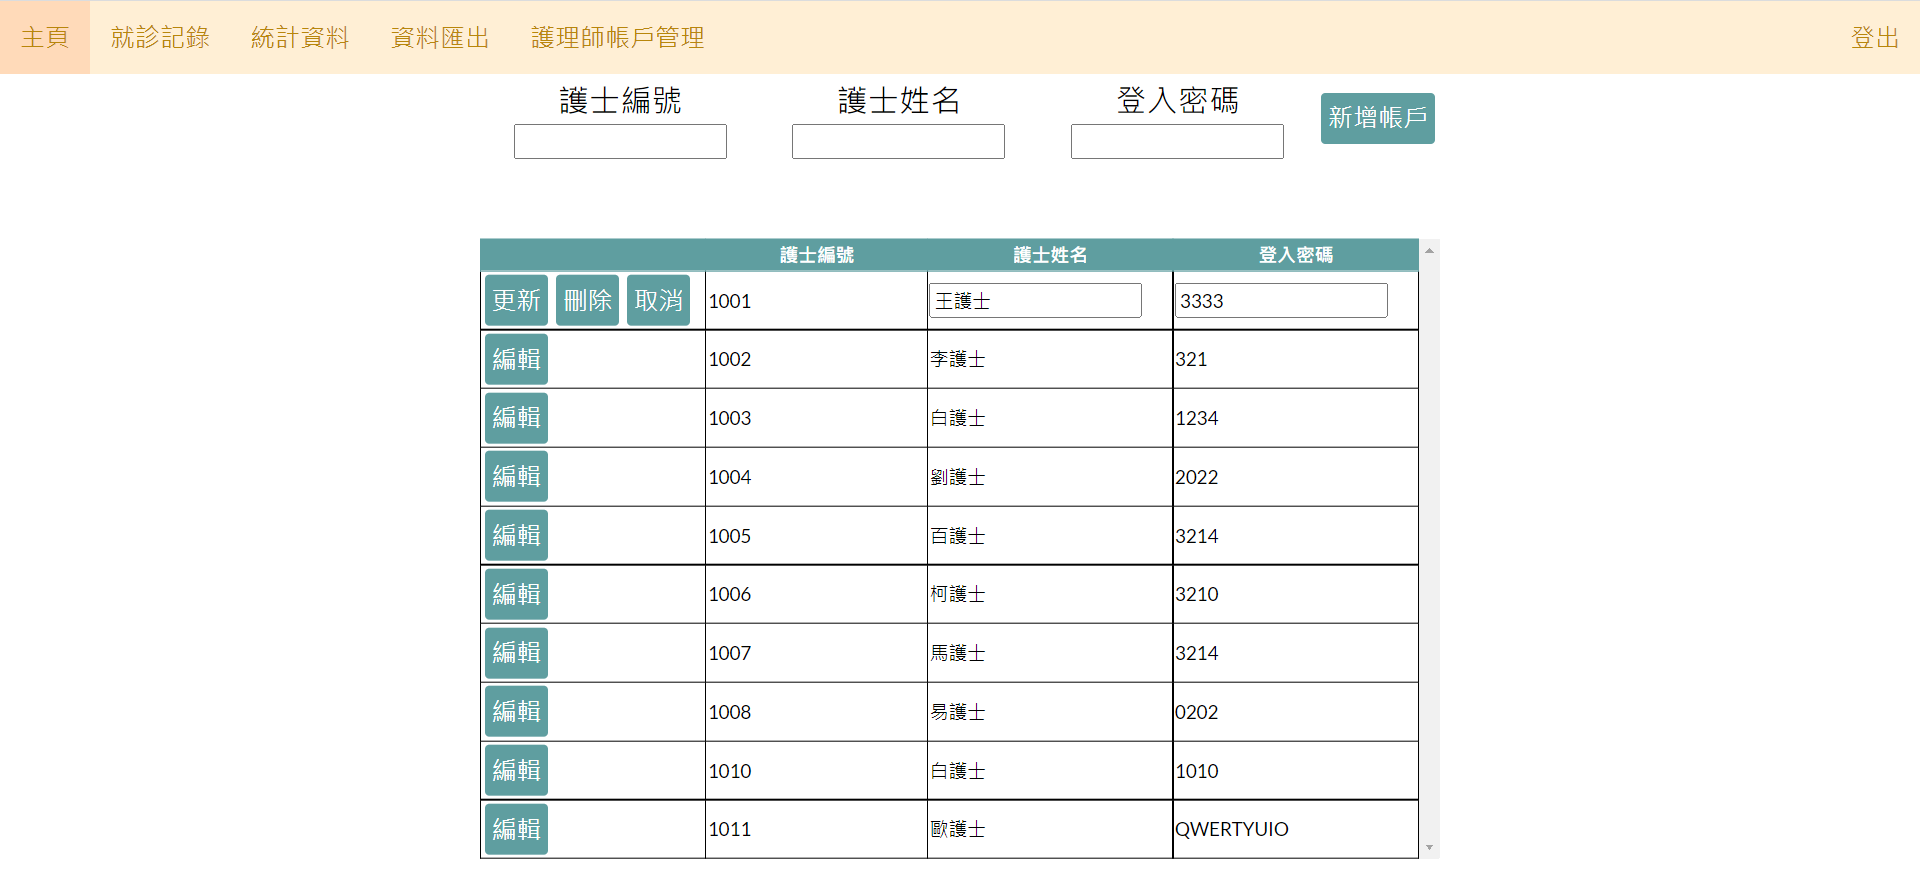 主頁 就診記錄 統計資料 資料匯出 護理師帳戶管理 登出
護士編號 護士姓名 登入密碼 新增帳戶
護士編號 護士姓名 登入密碼
更新 刪除 取消 1001 王護士 3333
編輯 1002 李護士 321
編輯 1003 白護士 1234
編輯 1004 劉護士 2022
編輯 1005 百護士 3214
編輯 1006 柯護士 3210
編輯 1007 馬護士 3214
編輯 1008 易護士 0202
編輯 1010 白護士 1010
編輯 1011 歐護士 QWERTYUIO